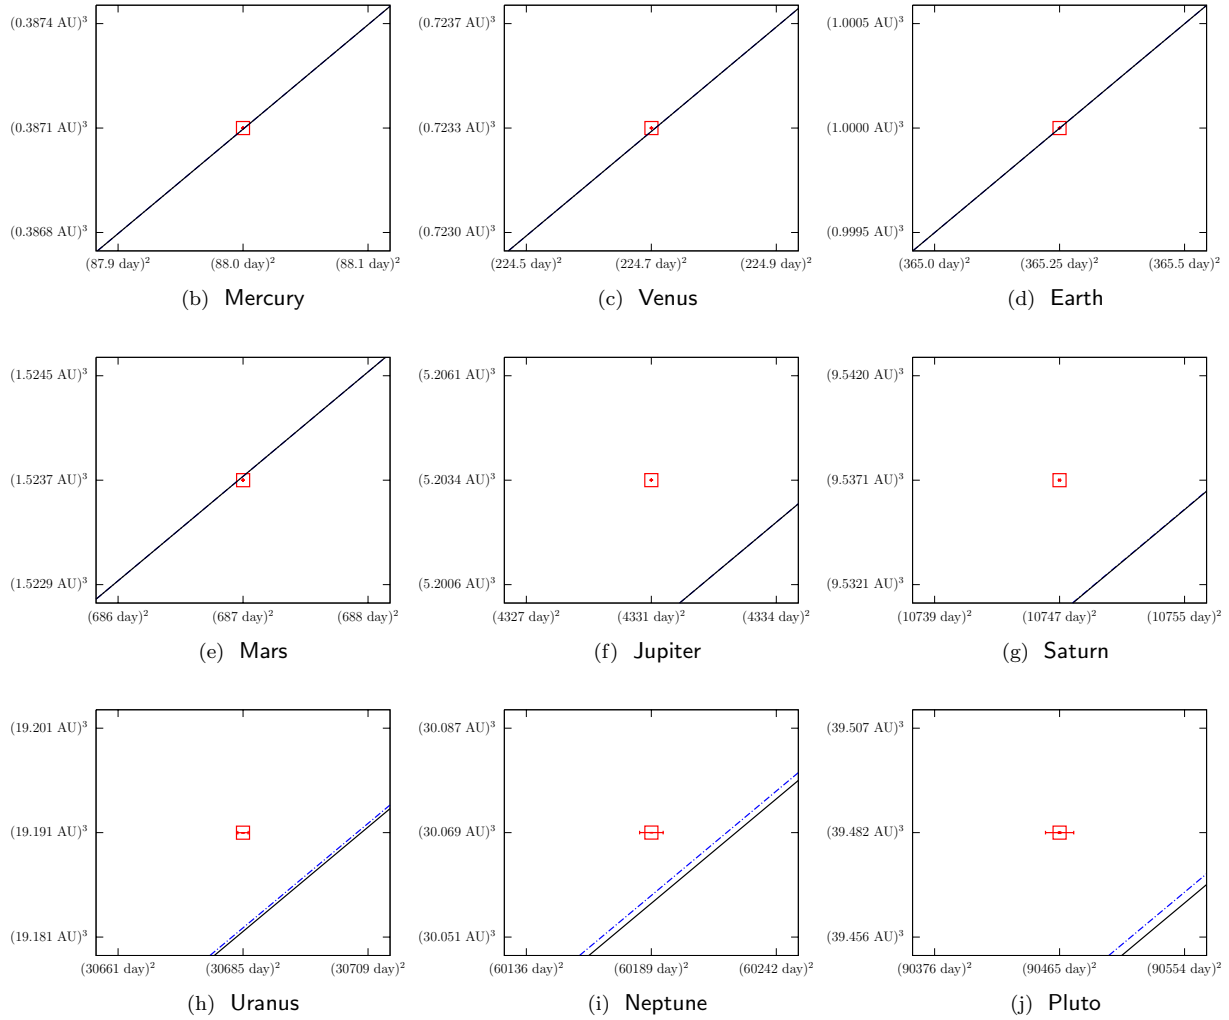 (0.3874 AU)³
(0.3871 AU)³
(0.3868 AU)³
(87.9 day)² (88.0 day)² (88.1 day)²
(b) Mercury
(0.7237 AU)³
(0.7233 AU)³
(0.7230 AU)³
(224.5 day)² (224.7 day)² (224.9 day)²
(c) Venus
(1.0005 AU)³
(1.0000 AU)³
(0.9995 AU)³
(365.0 day)² (365.25 day)² (365.5 day)²
(d) Earth
(1.5245 AU)³
(1.5237 AU)³
(1.5229 AU)³
(686 day)² (687 day)² (688 day)²
(e) Mars
(5.2061 AU)³
(5.2034 AU)³
(5.2006 AU)³
(4327 day)² (4331 day)² (4334 day)²
(f) Jupiter
(9.5420 AU)³
(9.5371 AU)³
(9.5321 AU)³
(10739 day)² (10747 day)² (10755 day)²
(g) Saturn
(19.201 AU)³
(19.191 AU)³
(19.181 AU)³
(30661 day)² (30685 day)² (30709 day)²
(h) Uranus
(30.087 AU)³
(30.069 AU)³
(30.051 AU)³
(60136 day)² (60189 day)² (60242 day)²
(i) Neptune
(39.507 AU)³
(39.482 AU)³
(39.456 AU)³
(90376 day)² (90465 day)² (90554 day)²
(j) Pluto